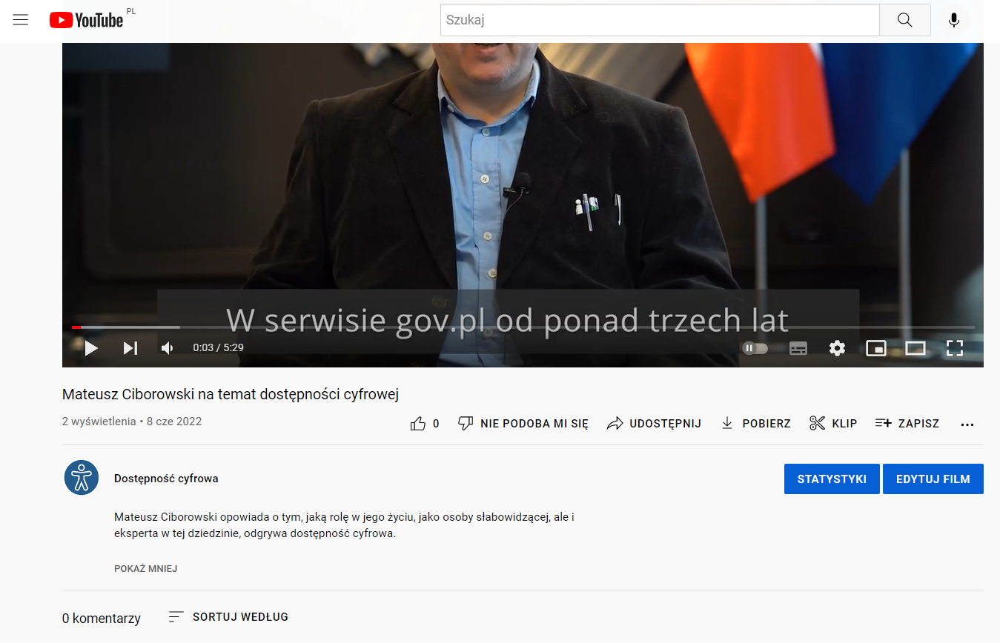 YouTube PL
Szukaj
W serwisie gov.pl od ponad trzech lat
0:03 / 5:29
Mateusz Ciborowski na temat dostępności cyfrowej
2 wyświetlenia • 8 cze 2022
0 NIE PODOBA MI SIĘ UDOSTĘPNIJ POBIERZ KLIP ZAPISZ
Dostępność cyfrowa
STATYSTYKI EDYTUJ FILM
Mateusz Ciborowski opowiada o tym, jaką rolę w jego życiu, jako osoby słabowidzącej, ale i
eksperta w tej dziedzinie, odgrywa dostępność cyfrowa.
POKAŻ MNIEJ
0 komentarzy SORTUJ WEDŁUG